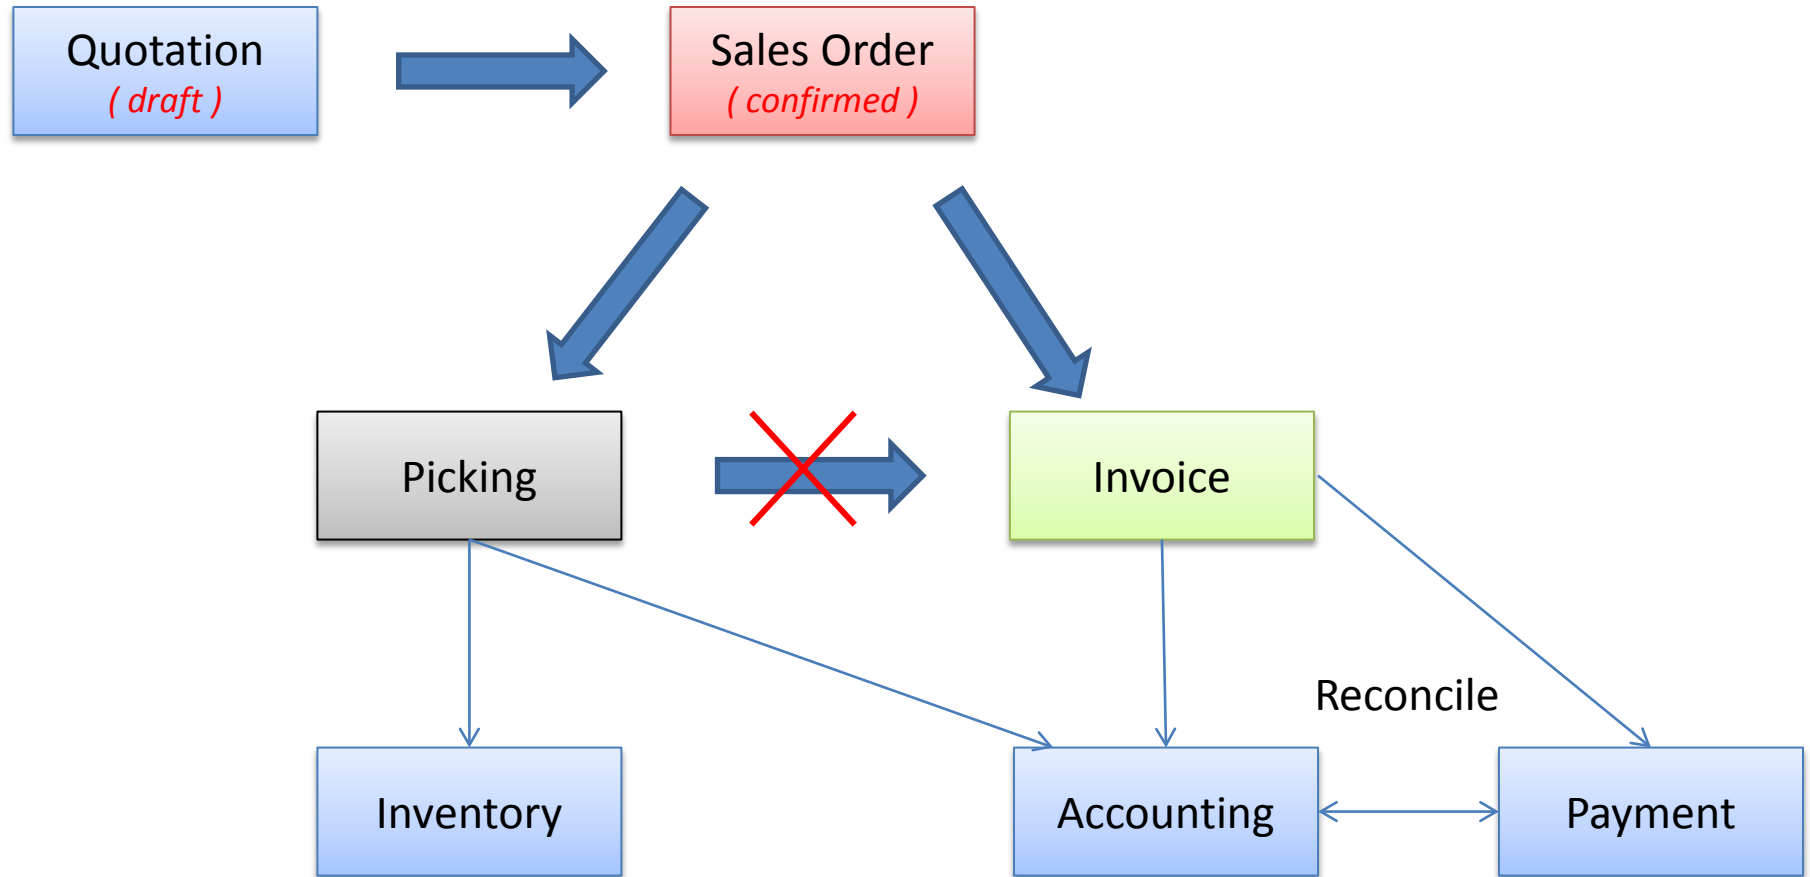 Quotation
( draft )
Sales Order
( confirmed )
Picking
Invoice
Reconcile
Inventory
Accounting
Payment